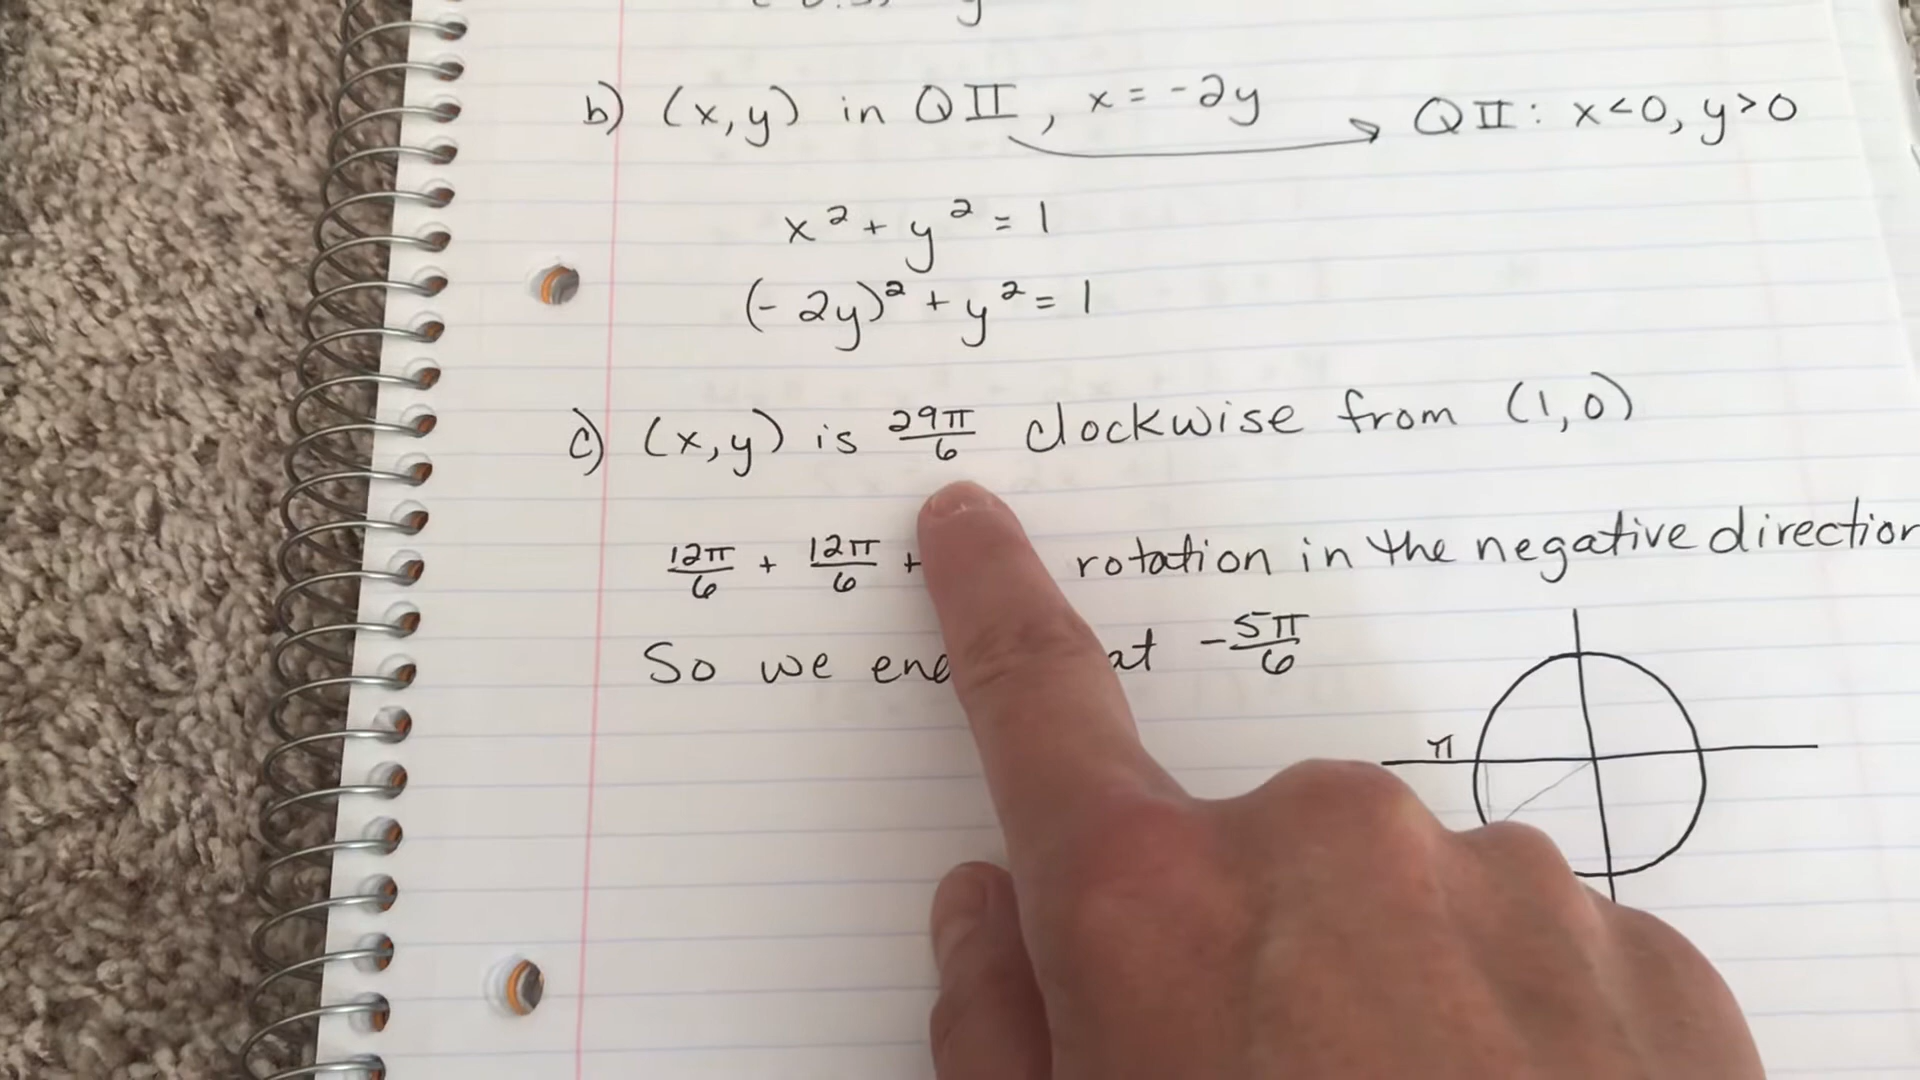 b) (x,y) in QII, x = -2y → QII: x<0, y>0
x² + y² = 1
(-2y)² + y² = 1
c) (x,y) is 29π/6 clockwise from (1,0)
12π/6 + 12π/6 + rotation in the negative direction
So we at -5π/6
π